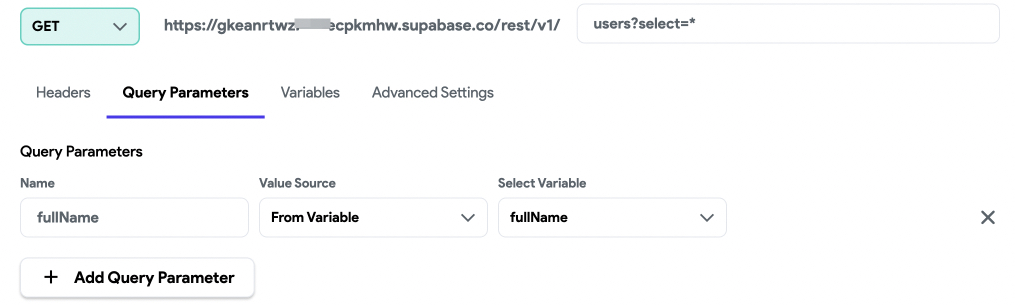 GET https://gkeanrtwz ecpkmhw.supabase.co/rest/v1/ users?select=*
Headers Query Parameters Variables Advanced Settings
Query Parameters
Name Value Source Select Variable
fullName From Variable fullName
+ Add Query Parameter